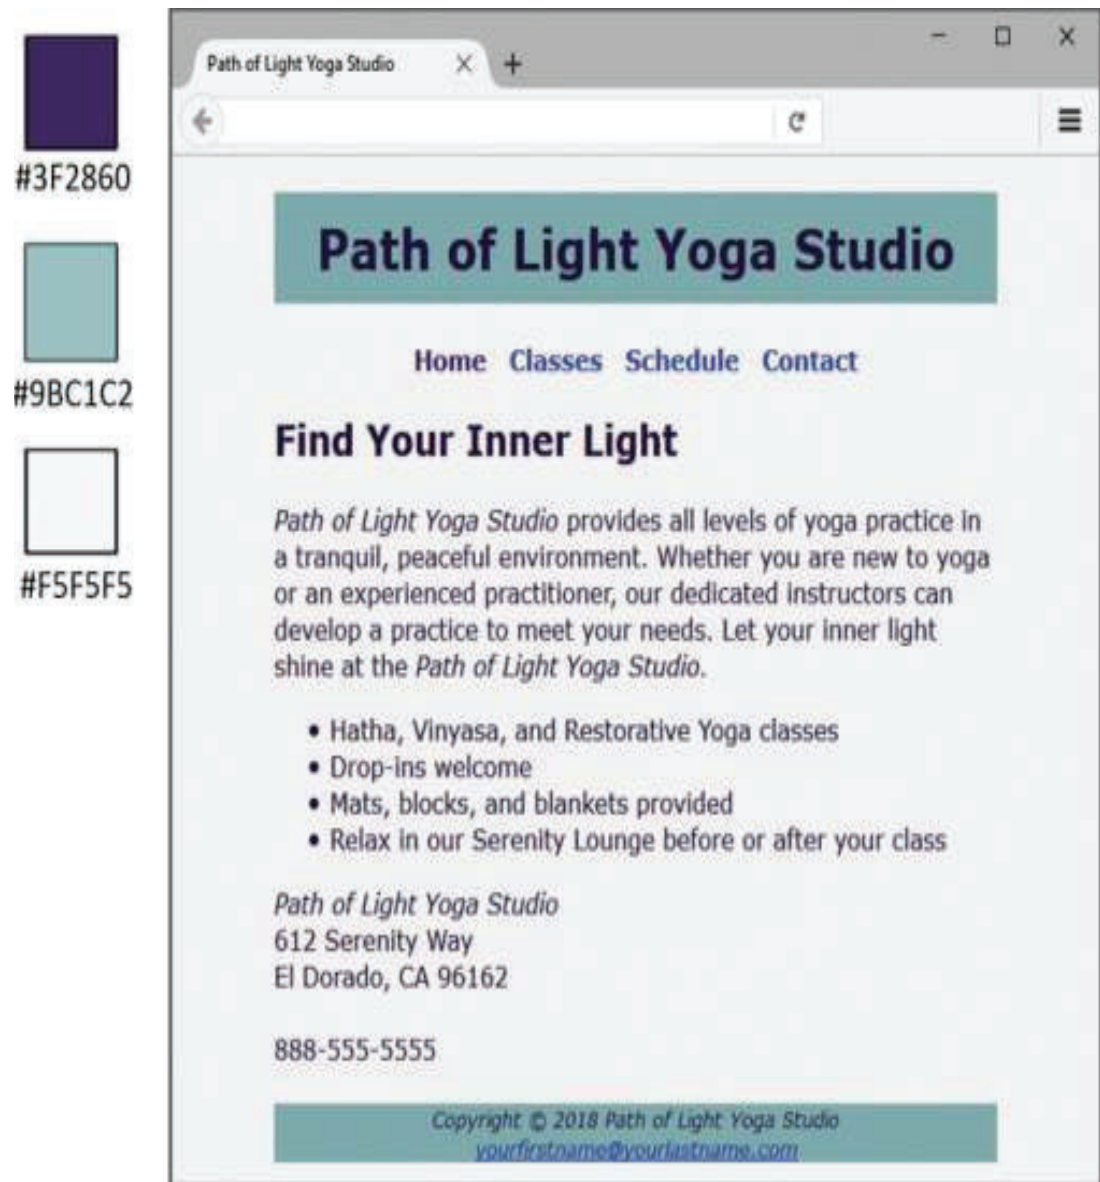 #3F2860
#9BC1C2
#F5F5F5
Path of Light Yoga Studio
Path of Light Yoga Studio
Home Classes Schedule Contact
Find Your Inner Light
Path of Light Yoga Studio provides all levels of yoga practice in
a tranquil, peaceful environment. Whether you are new to yoga
or an experienced practitioner, our dedicated instructors can
develop a practice to meet your needs. Let your inner light
shine at the Path of Light Yoga Studio.
• Hatha, Vinyasa, and Restorative Yoga classes
• Drop-ins welcome
• Mats, blocks, and blankets provided
• Relax in our Serenity Lounge before or after your class
Path of Light Yoga Studio
612 Serenity Way
El Dorado, CA 96162
888-555-5555
Copyright © 2018 Path of Light Yoga Studio
yourfirstname@yourlastname.com